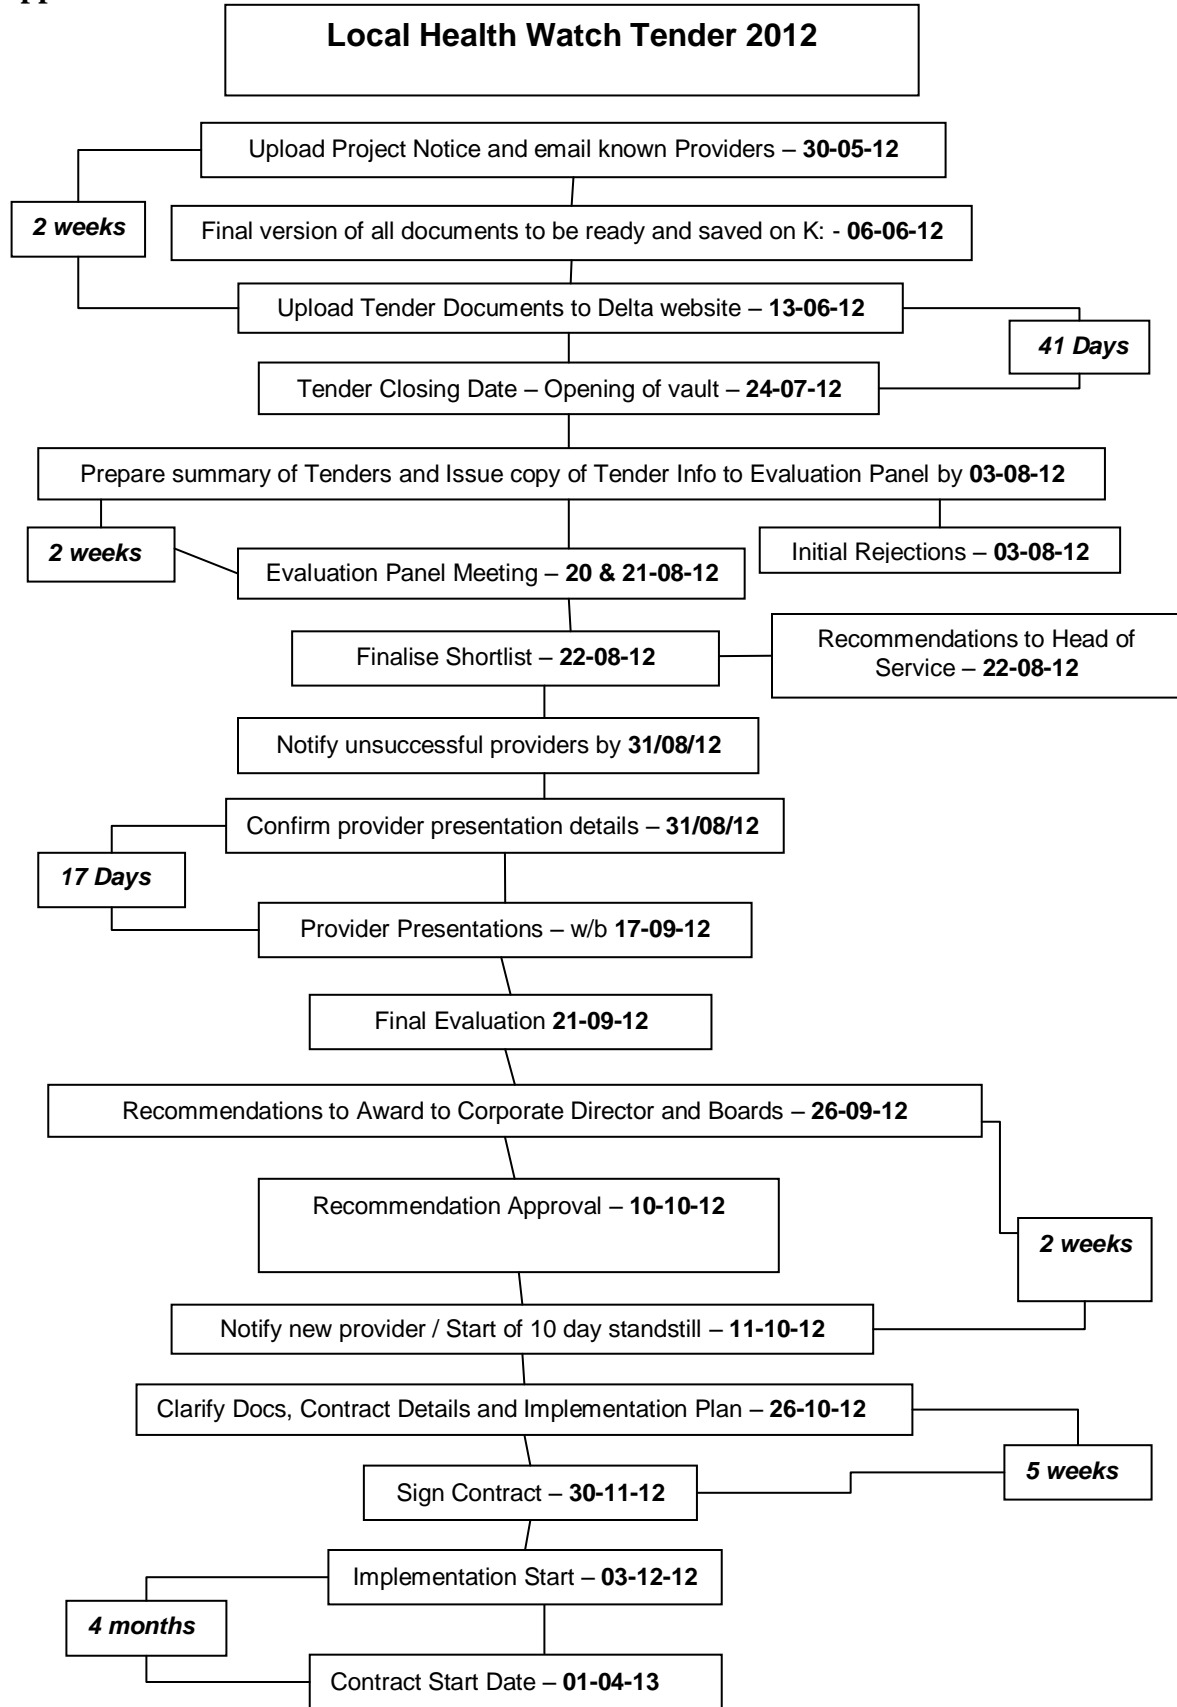 Local Health Watch Tender 2012
Upload Project Notice and email known Providers – 30-05-12
2 weeks
Final version of all documents to be ready and saved on K: - 06-06-12
Upload Tender Documents to Delta website – 13-06-12
41 Days
Tender Closing Date – Opening of vault – 24-07-12
Prepare summary of Tenders and Issue copy of Tender Info to Evaluation Panel by 03-08-12
2 weeks
Initial Rejections – 03-08-12
Evaluation Panel Meeting – 20 & 21-08-12
Finalise Shortlist – 22-08-12
Recommendations to Head of
Service – 22-08-12
Notify unsuccessful providers by 31/08/12
Confirm provider presentation details – 31/08/12
17 Days
Provider Presentations – w/b 17-09-12
Final Evaluation 21-09-12
Recommendations to Award to Corporate Director and Boards – 26-09-12
Recommendation Approval – 10-10-12
2 weeks
Notify new provider / Start of 10 day standstill – 11-10-12
Clarify Docs, Contract Details and Implementation Plan – 26-10-12
5 weeks
Sign Contract – 30-11-12
Implementation Start – 03-12-12
4 months
Contract Start Date – 01-04-13